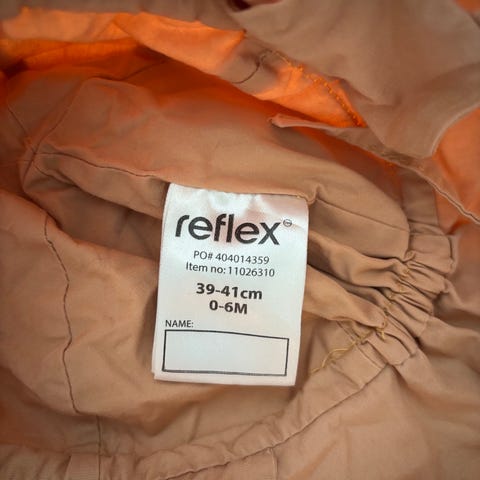 reflex
PO# 404014359
Item no: 11026310
39-41cm
0-6M
NAME: